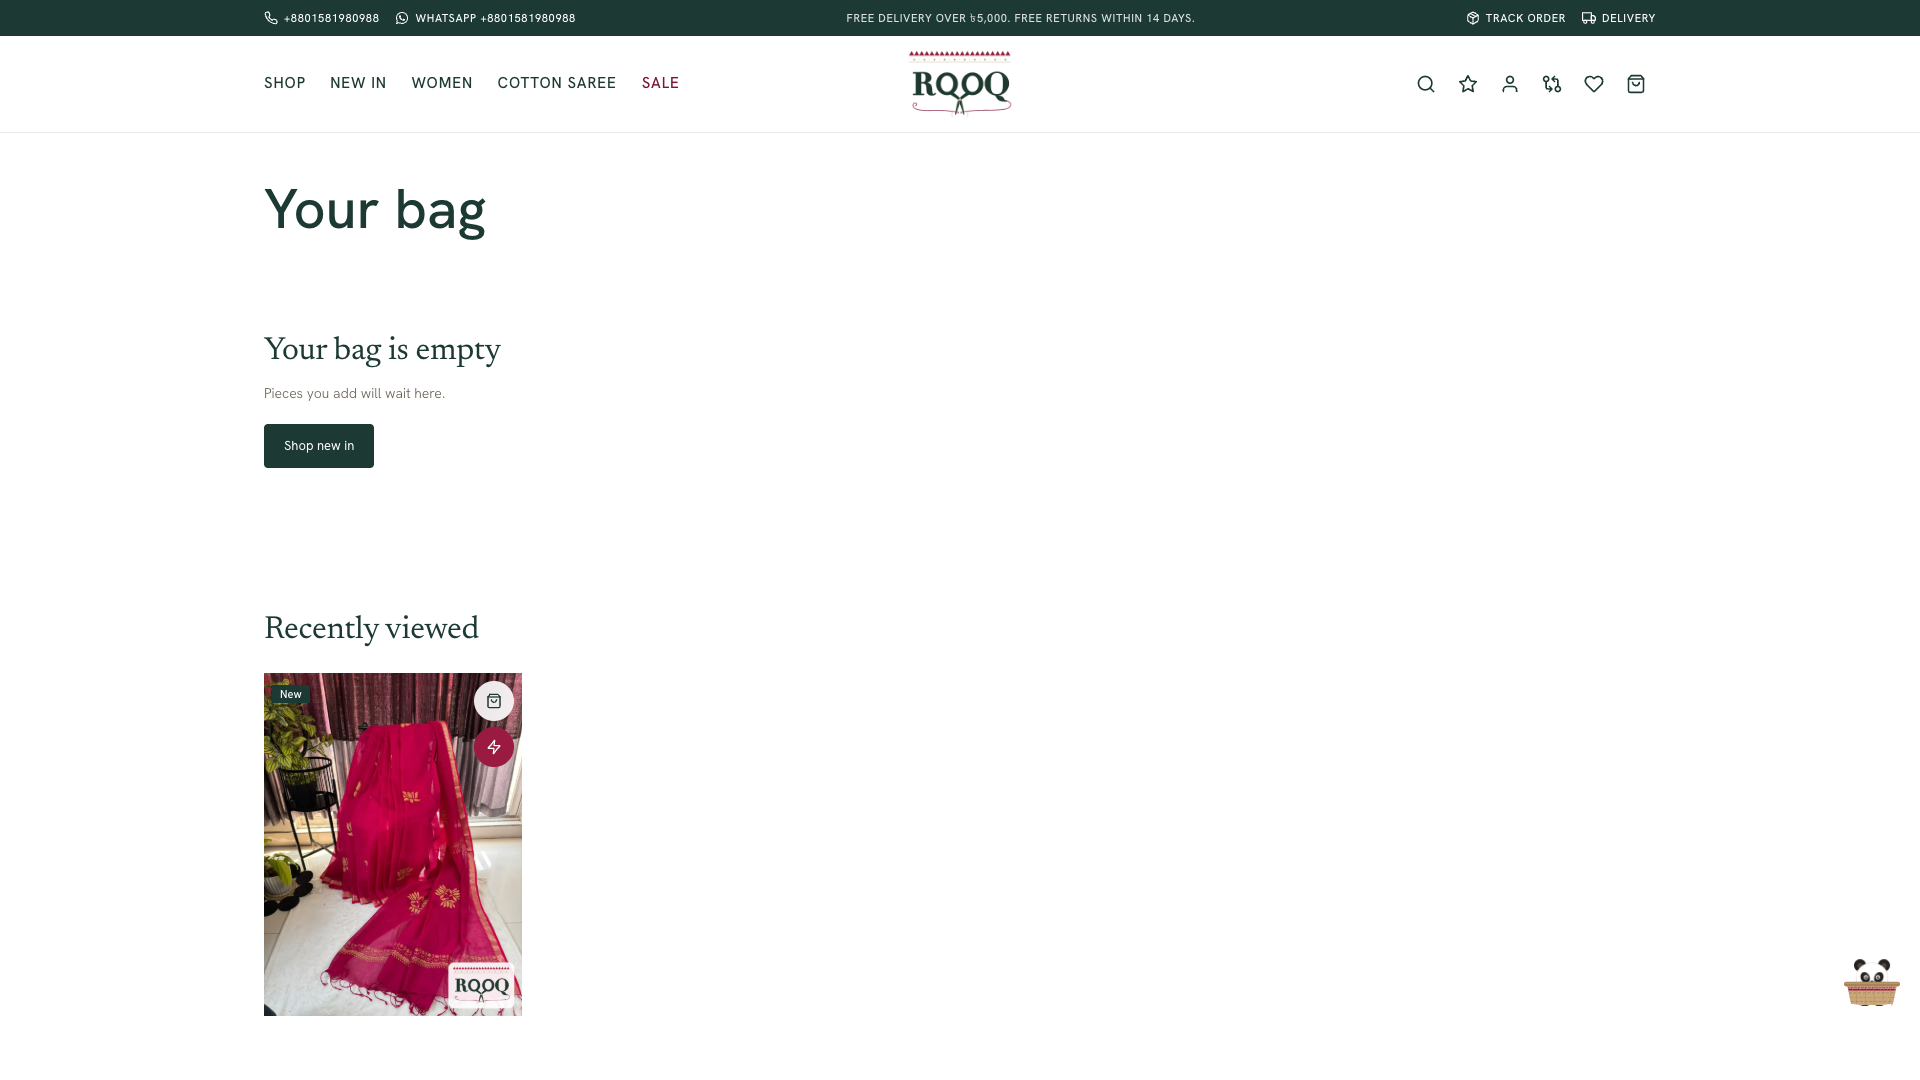 +8801581980988
WHATSAPP +8801581980988
FREE DELIVERY OVER ৳5,000. FREE RETURNS WITHIN 14 DAYS.
TRACK ORDER
DELIVERY
SHOP
NEW IN
WOMEN
COTTON SAREE
SALE
ROOQ
Your bag
Your bag is empty
Pieces you add will wait here.
Shop new in
Recently viewed
New
ROOQ